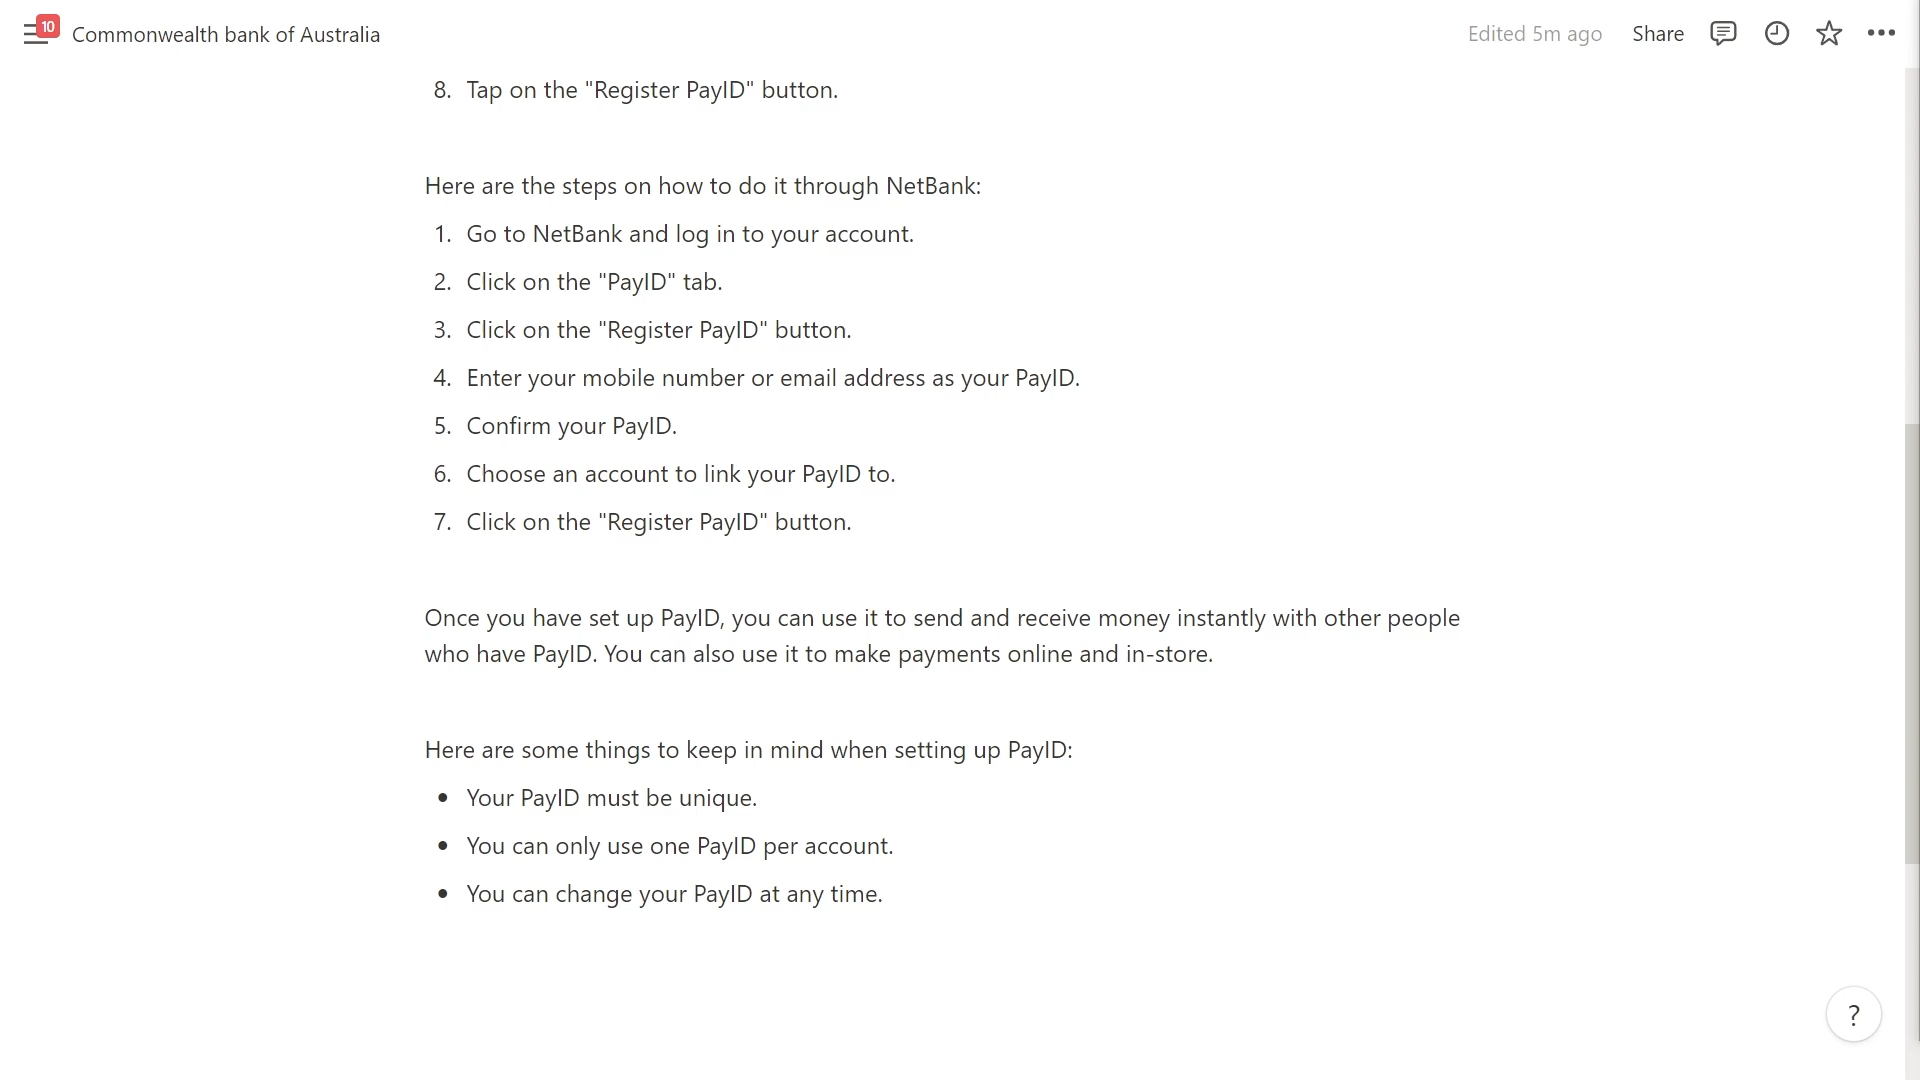 10
Commonwealth bank of Australia
Edited 5m ago
Share
8. Tap on the "Register PayID" button.
Here are the steps on how to do it through NetBank:
1. Go to NetBank and log in to your account.
2. Click on the "PayID" tab.
3. Click on the "Register PayID" button.
4. Enter your mobile number or email address as your PayID.
5. Confirm your PayID.
6. Choose an account to link your PayID to.
7. Click on the "Register PayID" button.
Once you have set up PayID, you can use it to send and receive money instantly with other people
who have PayID. You can also use it to make payments online and in-store.
Here are some things to keep in mind when setting up PayID:
• Your PayID must be unique.
• You can only use one PayID per account.
• You can change your PayID at any time.
?